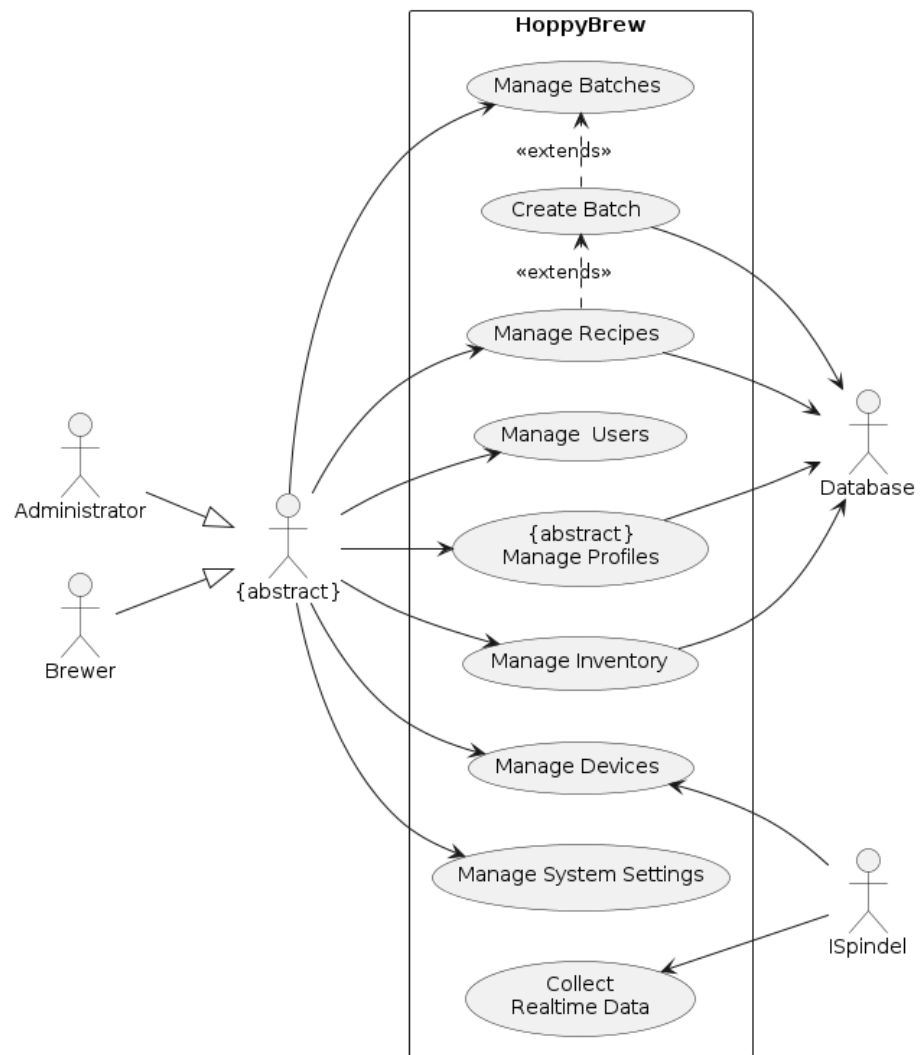 HoppyBrew
Manage Batches
«extends»
Create Batch
«extends»
Manage Recipes
Manage  Users
{abstract}
Manage Profiles
Manage Inventory
Manage Devices
Manage System Settings
Collect
Realtime Data
Administrator
Brewer
{abstract}
Database
ISpindel